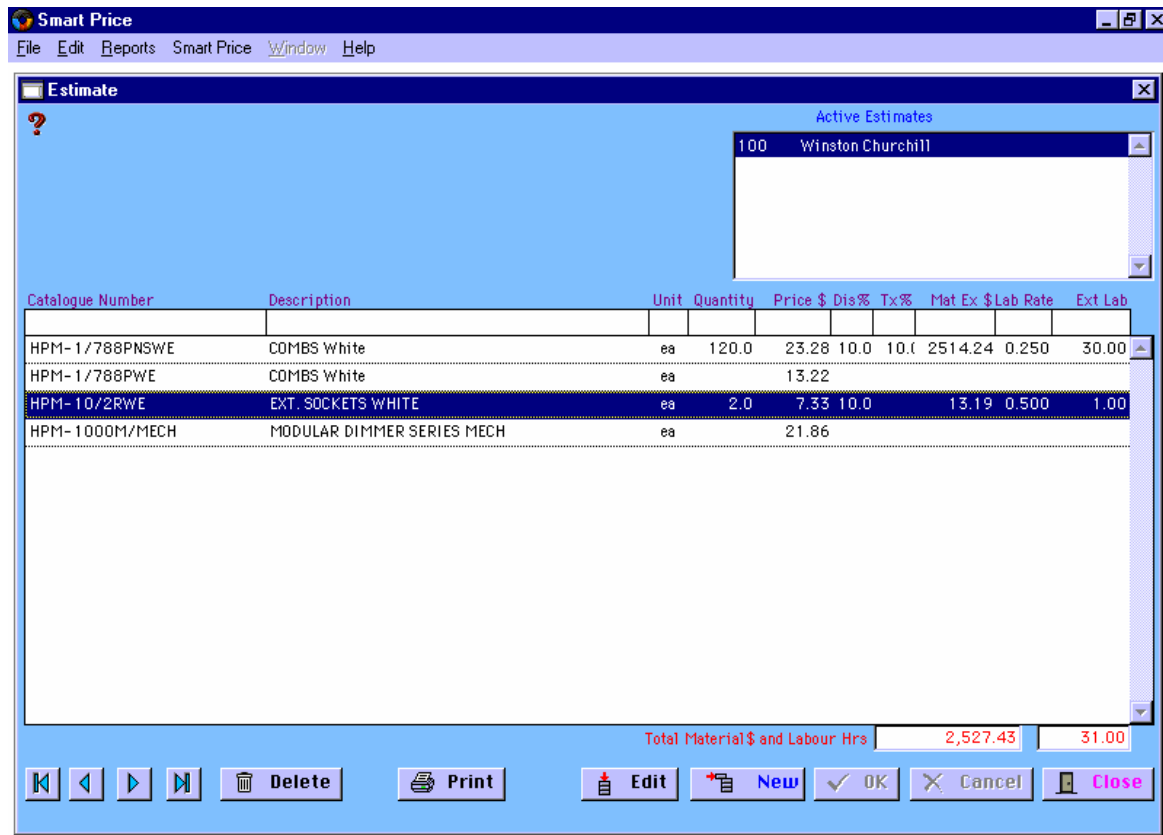 Smart Price
File Edit Reports Smart Price Window Help
Estimate
?
Active Estimates
100 Winston Churchill
Catalogue Number Description Unit Quantity Price $ Dis% Tx% Mat Ex $ Lab Rate Ext Lab
HPM-1/788PNSWE COMBS White ea 120.0 23.28 10.0 10.( 2514.24 0.250 30.00
HPM-1/788PWE COMBS White ea 13.22
HPM-10/2RWE EXT. SOCKETS WHITE ea 2.0 7.33 10.0 13.19 0.500 1.00
HPM-1000M/MECH MODULAR DIMMER SERIES MECH ea 21.86
Total Material$ and Labour Hrs 2,527.43 31.00
Delete Print Edit New OK Cancel Close